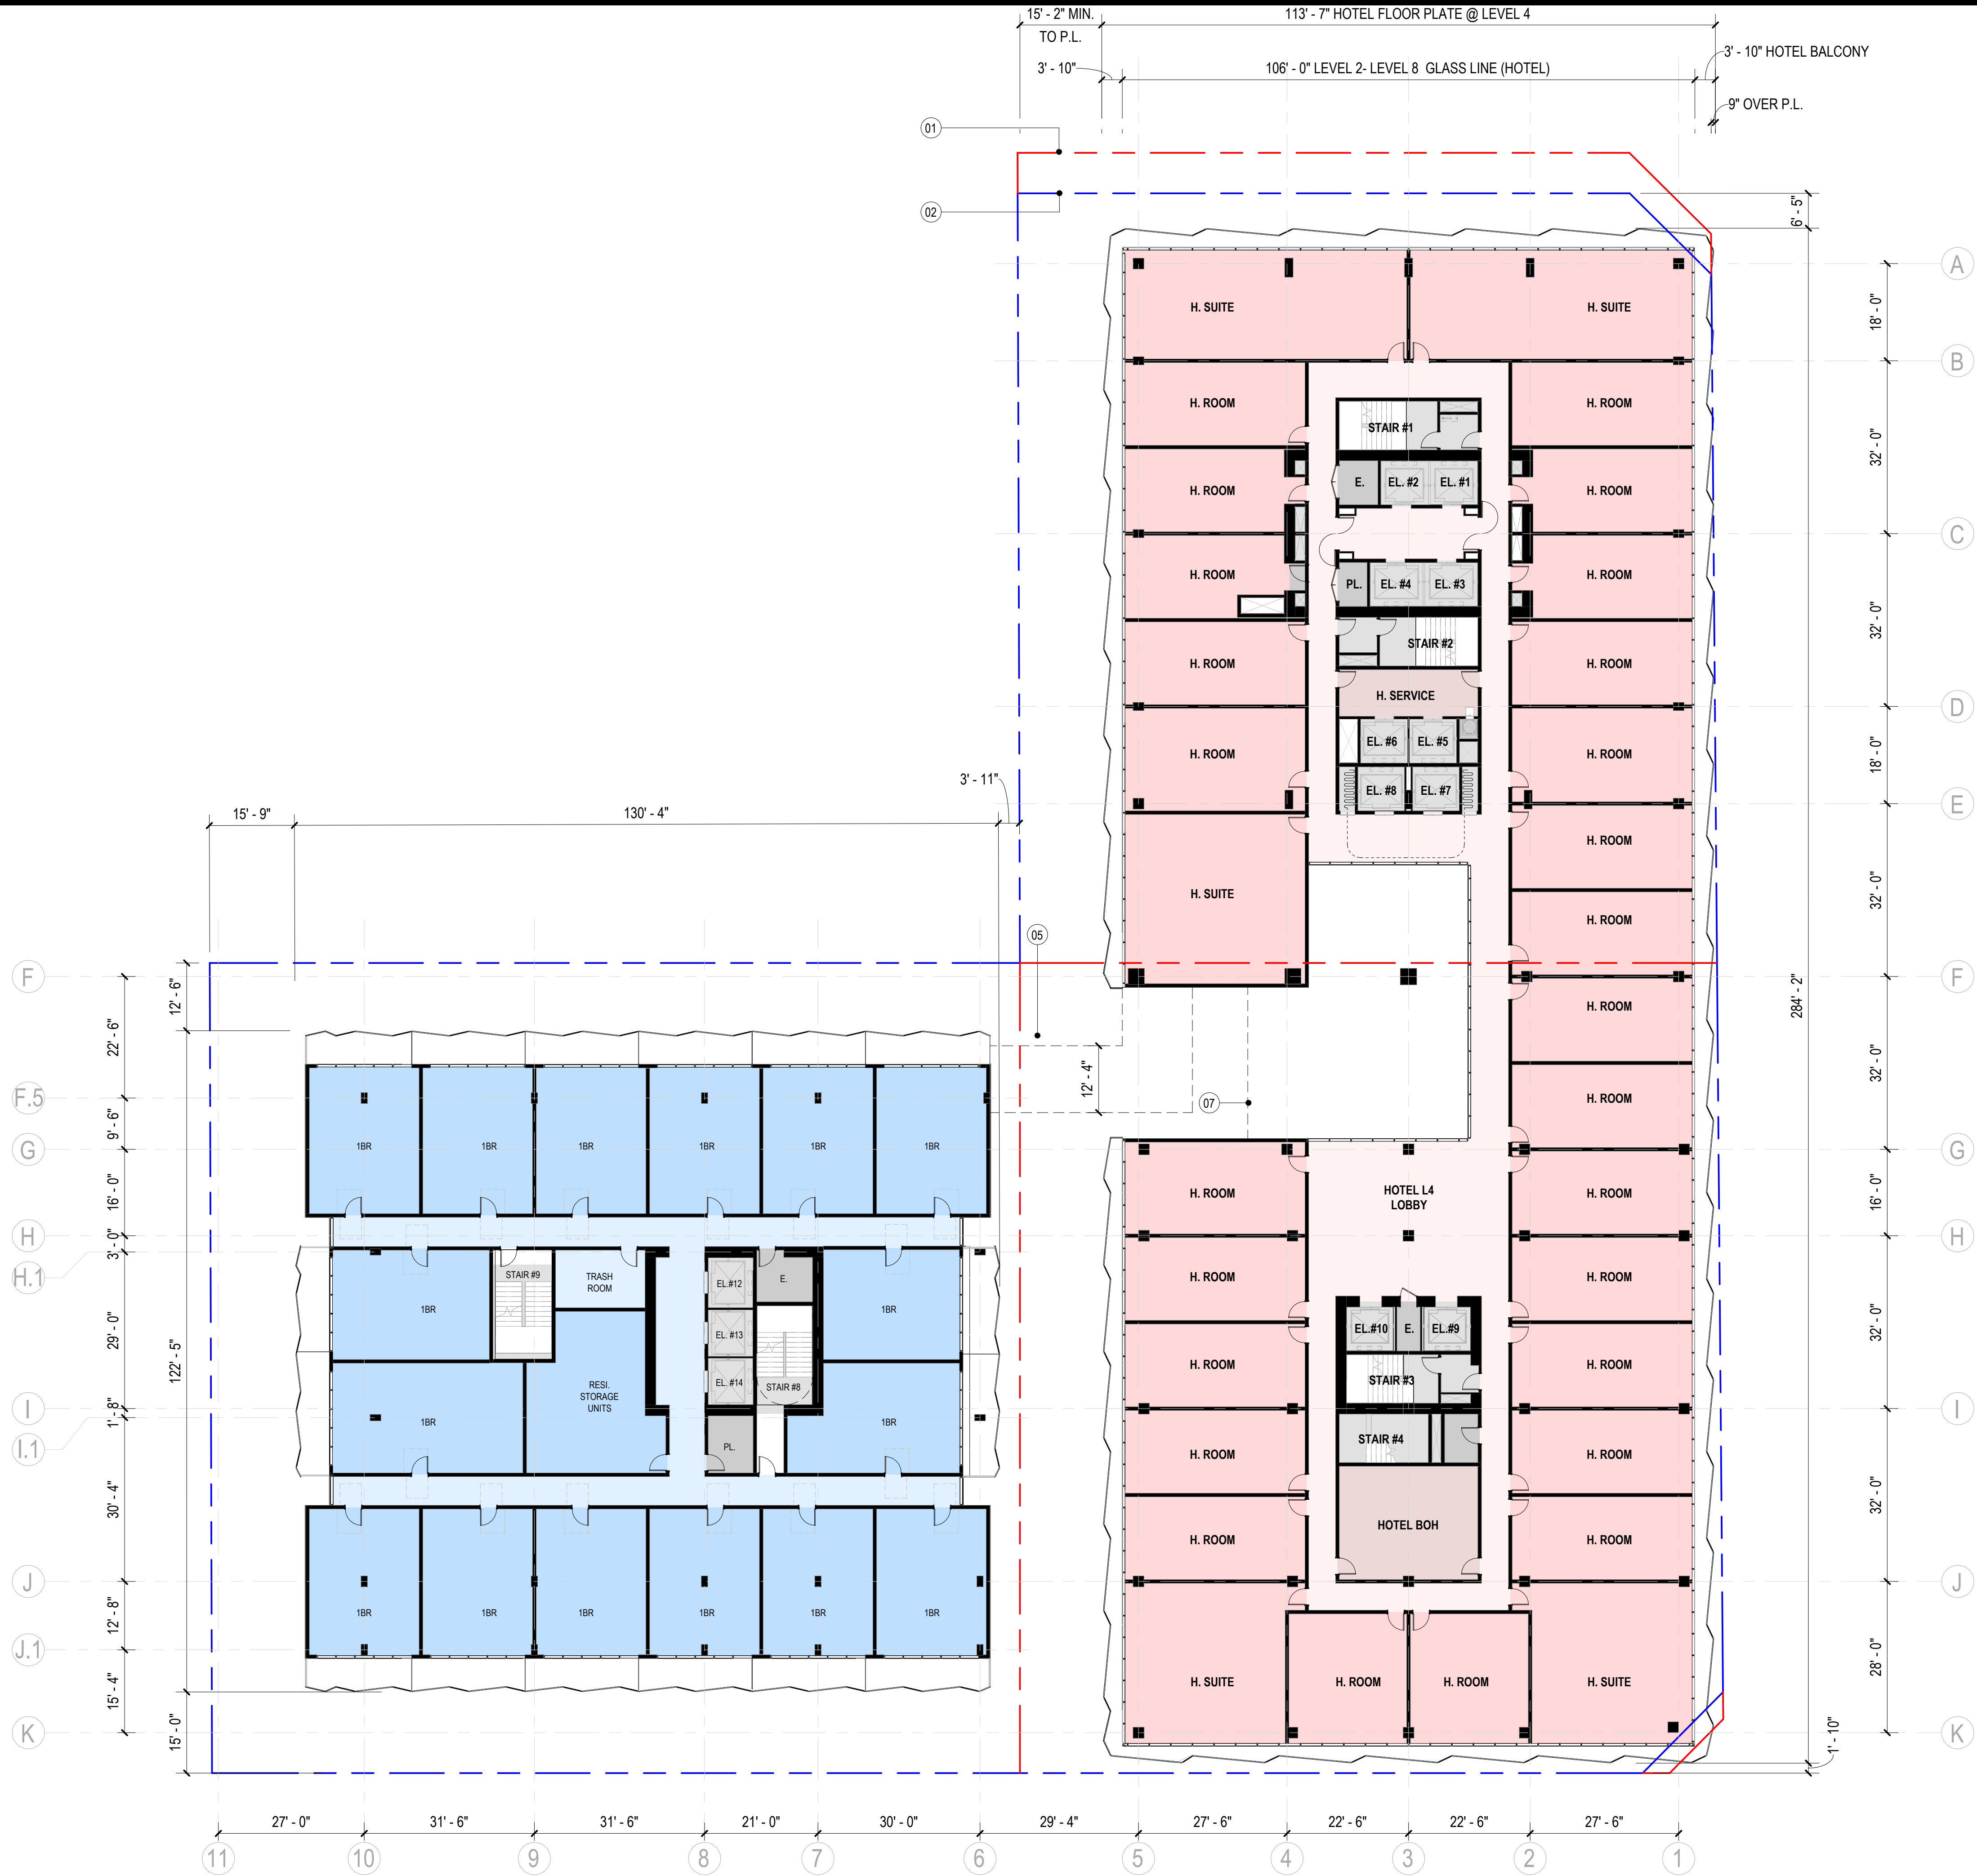 15' - 2" MIN.
TO P.L.
113' - 7" HOTEL FLOOR PLATE @ LEVEL 4
3' - 10" HOTEL BALCONY
3' - 10"
106' - 0" LEVEL 2- LEVEL 8 GLASS LINE (HOTEL)
9" OVER P.L.
01
02
6' - 5"
A
18' - 0"
B
32' - 0"
C
32' - 0"
D
18' - 0"
E
32' - 0"
F
32' - 0"
G
16' - 0"
H
32' - 0"
I
32' - 0"
J
28' - 0"
K
284' - 2"
1' - 10"
H. SUITE
H. SUITE
H. ROOM
H. ROOM
STAIR #1
H. ROOM
E.
EL. #2
EL. #1
H. ROOM
H. ROOM
PL.
EL. #4
EL. #3
H. ROOM
H. ROOM
STAIR #2
H. ROOM
H. SERVICE
H. ROOM
EL. #6
EL. #5
H. ROOM
EL. #8
EL. #7
H. ROOM
H. SUITE
H. ROOM
H. ROOM
H. ROOM
H. ROOM
HOTEL L4
LOBBY
H. ROOM
H. ROOM
H. ROOM
H. ROOM
EL.#10
E.
EL.#9
H. ROOM
STAIR #3
H. ROOM
H. ROOM
STAIR #4
H. ROOM
H. ROOM
HOTEL BOH
H. ROOM
H. SUITE
H. ROOM
H. ROOM
H. SUITE
15' - 9"
130' - 4"
3' - 11"
05
07
12' - 4"
F
22' - 6"
F.5
9' - 6"
G
16' - 0"
H
3'- 0"
H.1
29' - 0"
I
1' - 8"
I.1
30' - 4"
J
12' - 8"
J.1
15' - 4"
K
12' - 6"
122' - 5"
15' - 0"
1BR
1BR
1BR
1BR
1BR
1BR
1BR
STAIR #9
TRASH
ROOM
EL.#12
E.
1BR
EL. #13
1BR
RESI.
STORAGE
UNITS
EL. #14
STAIR #8
1BR
PL.
1BR
1BR
1BR
1BR
1BR
1BR
27' - 0"
31' - 6"
31' - 6"
21' - 0"
30' - 0"
29' - 4"
27' - 6"
22' - 6"
22' - 6"
27' - 6"
11
10
9
8
7
6
5
4
3
2
1